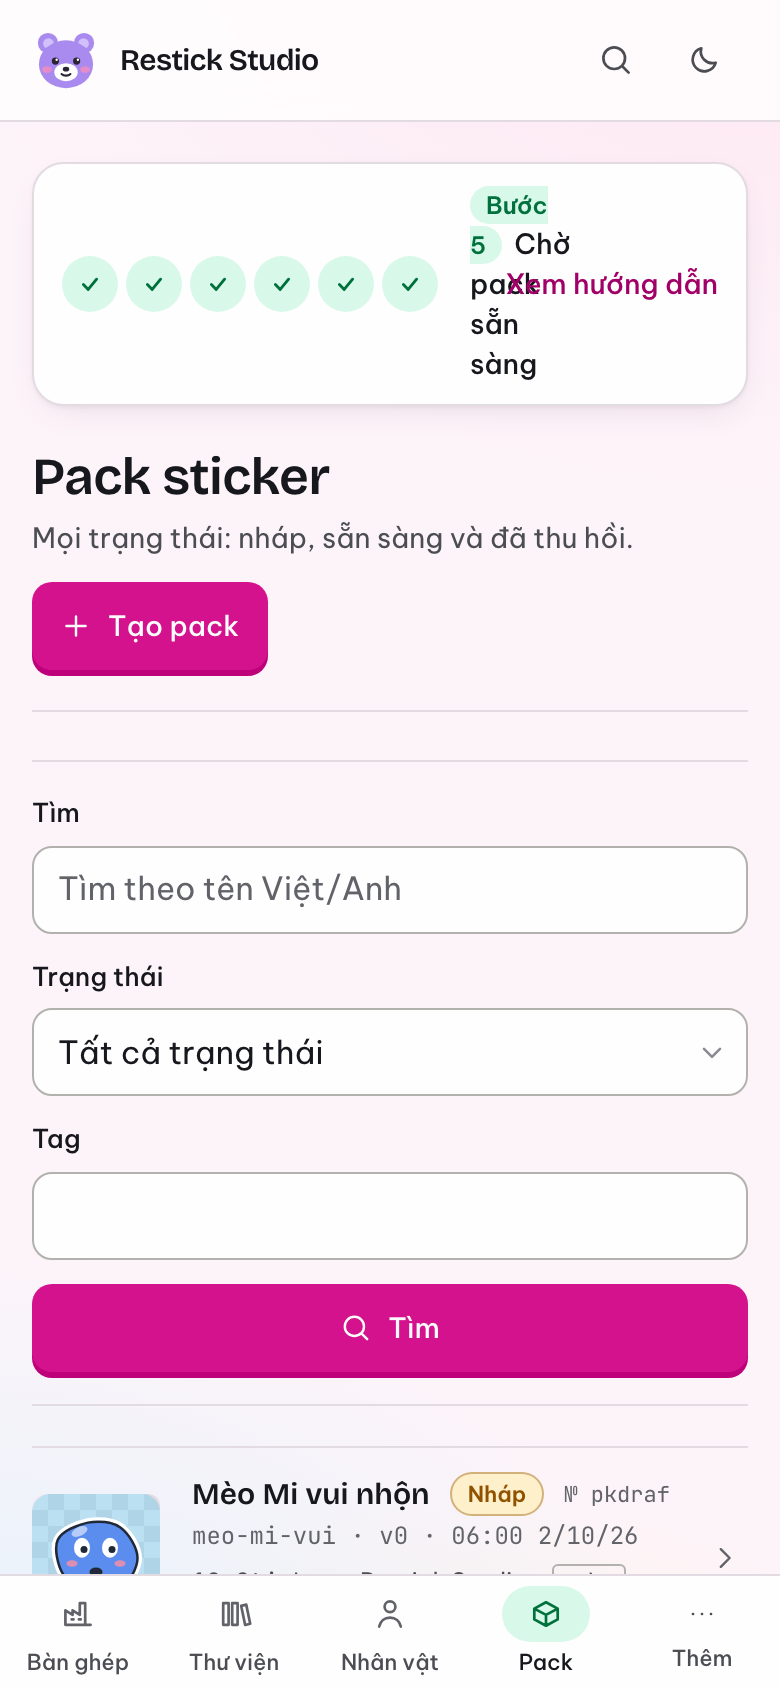 Restick Studio
Bước
5 Chờ
pack Xem hướng dẫn
sẵn
sàng
Pack sticker
Mọi trạng thái: nháp, sẵn sàng và đã thu hồi.
Tạo pack
Tìm
Tìm theo tên Việt/Anh
Trạng thái
Tất cả trạng thái
Tag
Tìm
Mèo Mi vui nhộn Nháp № pkdraf
meo-mi-vui · v0 · 06:00 2/10/26
Bàn ghép Thư viện Nhân vật Pack Thêm